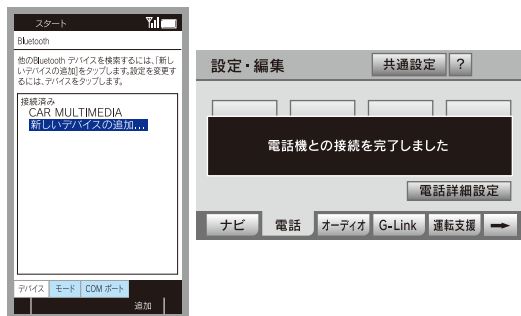 スタート
Bluetooth
他のBluetooth デバイスを検索するには、「新し
いデバイスの追加]をタップします。設定を変更す
るには、デバイスをタップします。
接続済み
CAR MULTIMEDIA
新しいデバイスの追加...
デバイス モード COM ポート
追加
設定・編集 共通設定 ?
電話機との接続を完了しました
電話詳細設定
ナビ 電話 オーディオ G-Link 運転支援